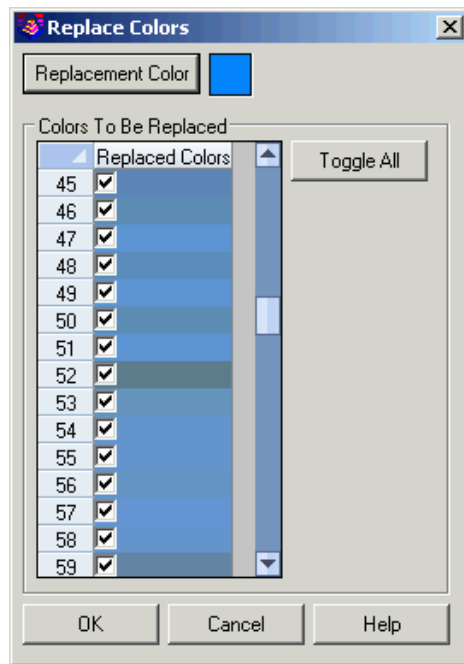 Replace Colors
Replacement Color
Colors To Be Replaced
Replaced Colors
Toggle All
45
46
47
48
49
50
51
52
53
54
55
56
57
58
59
OK Cancel Help